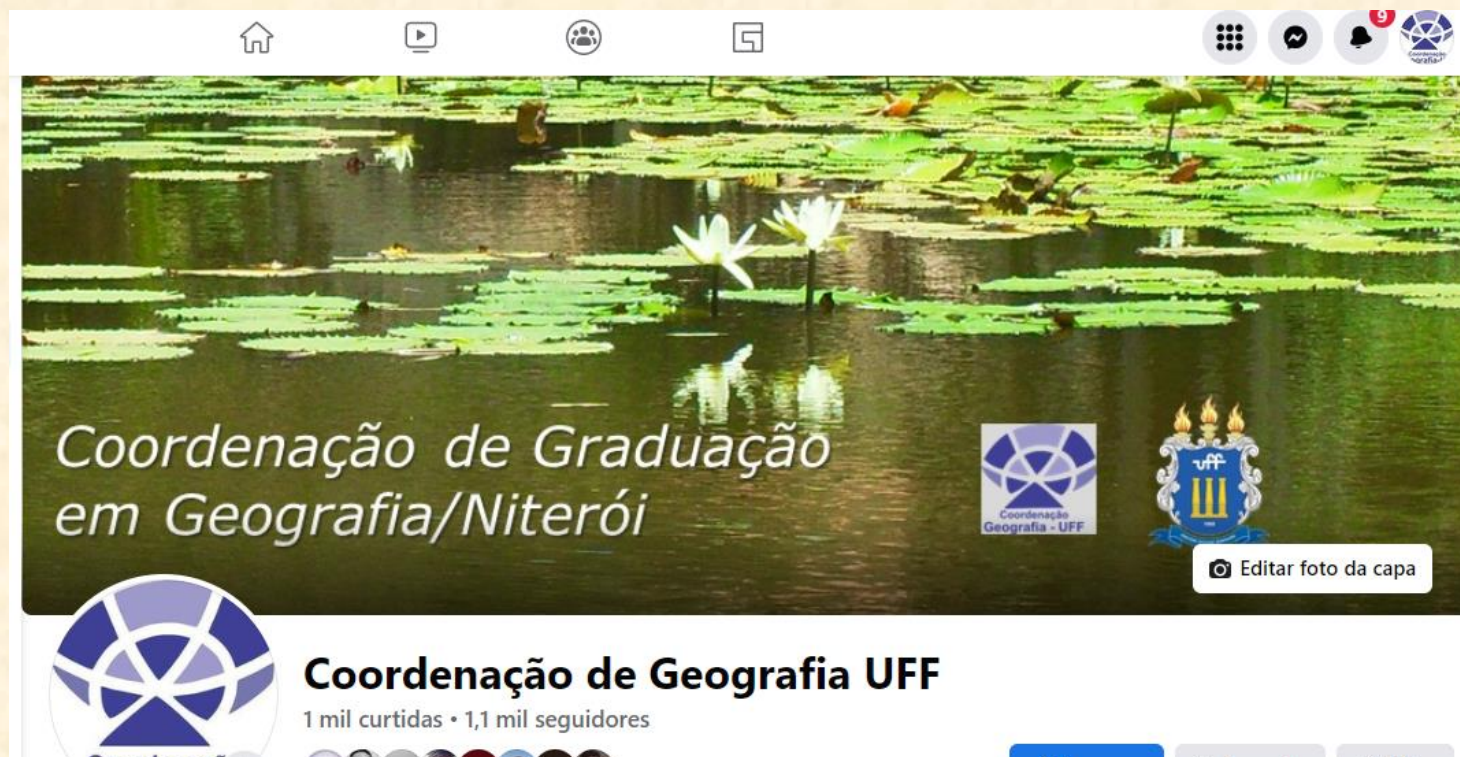 9
Coordenação de Graduação
em Geografia/Niterói
Coordenação
Geografia - UFF
uff
Editar foto da capa
Coordenação de Geografia UFF
1 mil curtidas • 1,1 mil seguidores